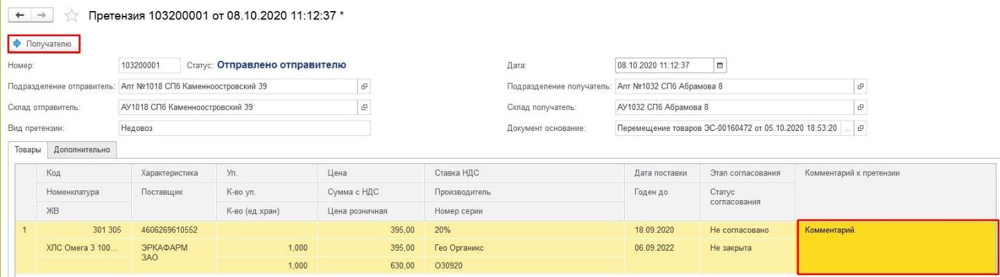 Претензия 103200001 от 08.10.2020 11:12:37 *
Получателю
Номер: 103200001 Статус: Отправлено отправителю Дата: 08.10.2020 11:12:37
Подразделение отправитель: Апт №1018 СПб Каменноостровский 39 Подразделение получатель: Апт №1032 СПб Абрамова 8
Склад отправитель: АУ1018 СПб Каменноостровский 39 Склад получатель: АУ1032 СПб Абрамова 8
Вид претензии: Недовоз Документ основание: Перемещение товаров ЭС-00160472 от 05.10.2020 18:53:20 ...
Товары Дополнительно
Код Характеристика Уп. Цена Ставка НДС Дата поставки Этап согласования Комментарий к претензии
Номенклатура Поставщик К-во уп. Сумма с НДС Производитель Годен до Статус
согласования
ЖВ К-во (ед.хран) Цена розничная Номер серии
1 301 305 4606269610552 395,00 20% 18.09.2020 Не согласовано Комментарий.
ХЛС Омега 3 100... ЭРКАФАРМ 1,000 395,00 Гео Органикс 06.09.2022 Не закрыта
ЗАО
1,000 630,00 О30920